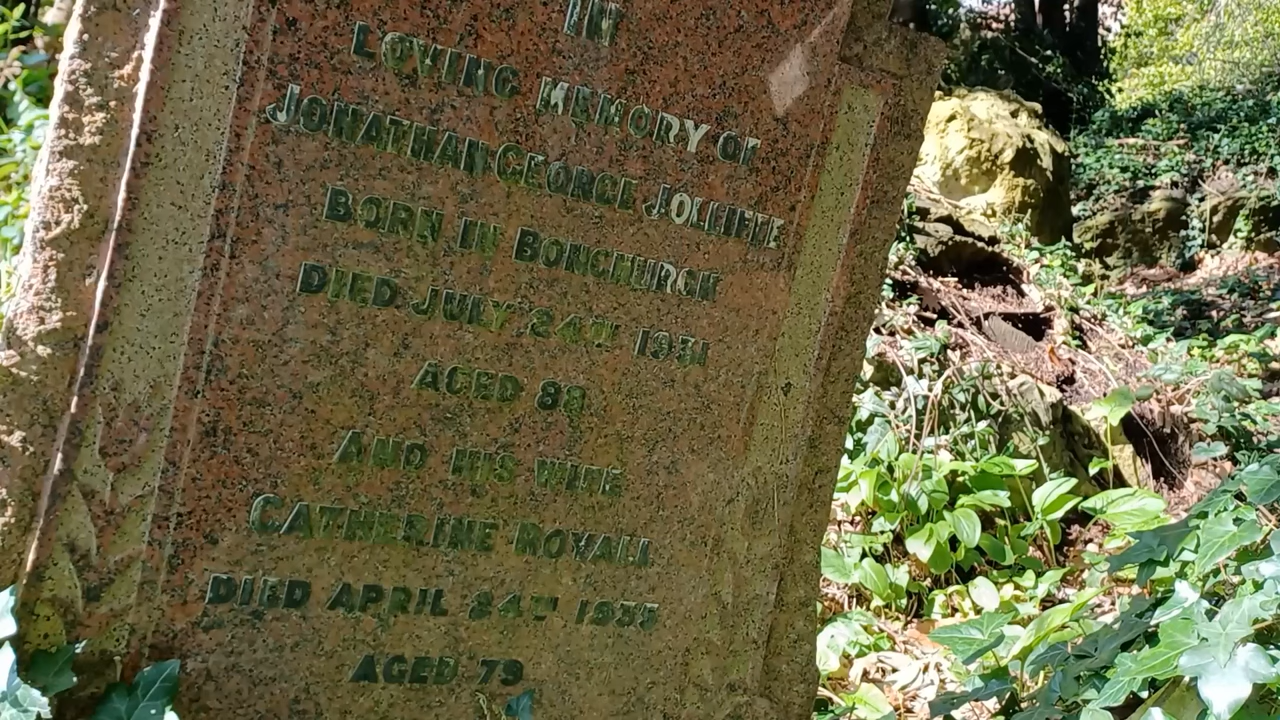 IN
LOVING MEMORY OF
JONATHAN GEORGE JOLLIFFE
BORN IN BONCHURCH
DIED JULY 24TH 1931
AGED 88
AND HIS WIFE
CATHERINE ROYALL
DIED APRIL 24TH 1935
AGED 79